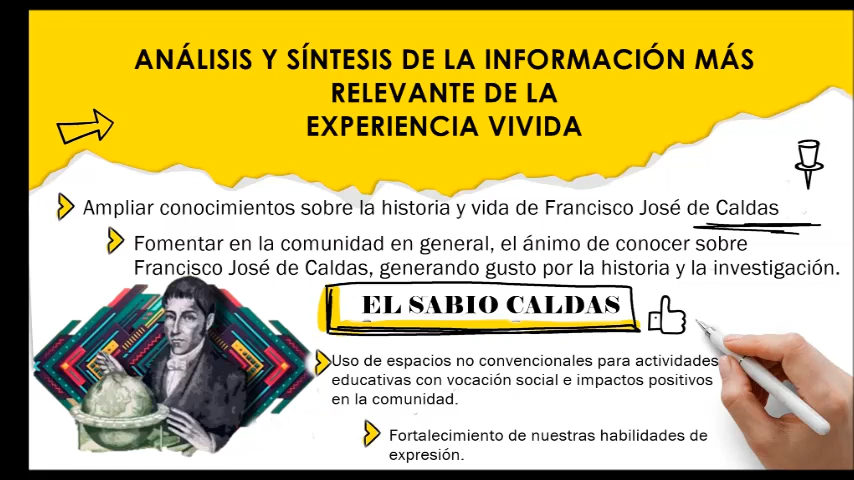 ANÁLISIS Y SÍNTESIS DE LA INFORMACIÓN MÁS
RELEVANTE DE LA
EXPERIENCIA VIVIDA
Ampliar conocimientos sobre la historia y vida de Francisco José de Caldas
Fomentar en la comunidad en general, el ánimo de conocer sobre
Francisco José de Caldas, generando gusto por la historia y la investigación.
EL SABIO CALDAS
Uso de espacios no convencionales para actividades
educativas con vocación social e impactos positivos
en la comunidad.
Fortalecimiento de nuestras habilidades de
expresión.